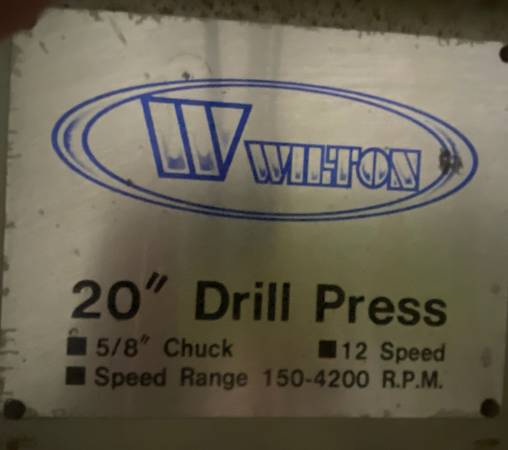 W WILTON
20" Drill Press
■ 5/8" Chuck ■ 12 Speed
■ Speed Range 150-4200 R.P.M.